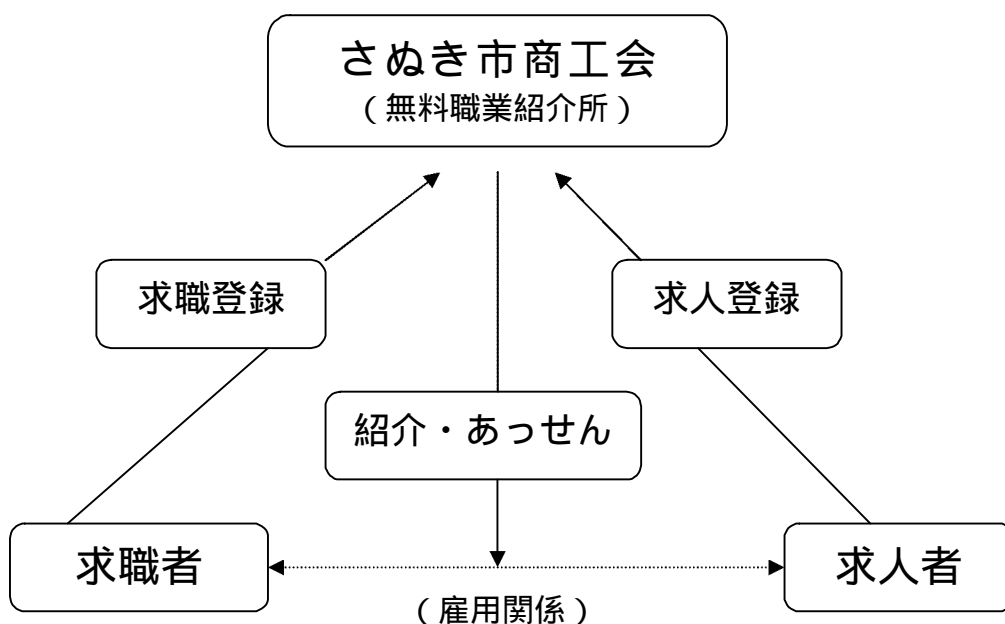 さぬき市商工会
（無料職業紹介所）
求職登録
求人登録
紹介・あっせん
求職者
求人者
（雇用関係）